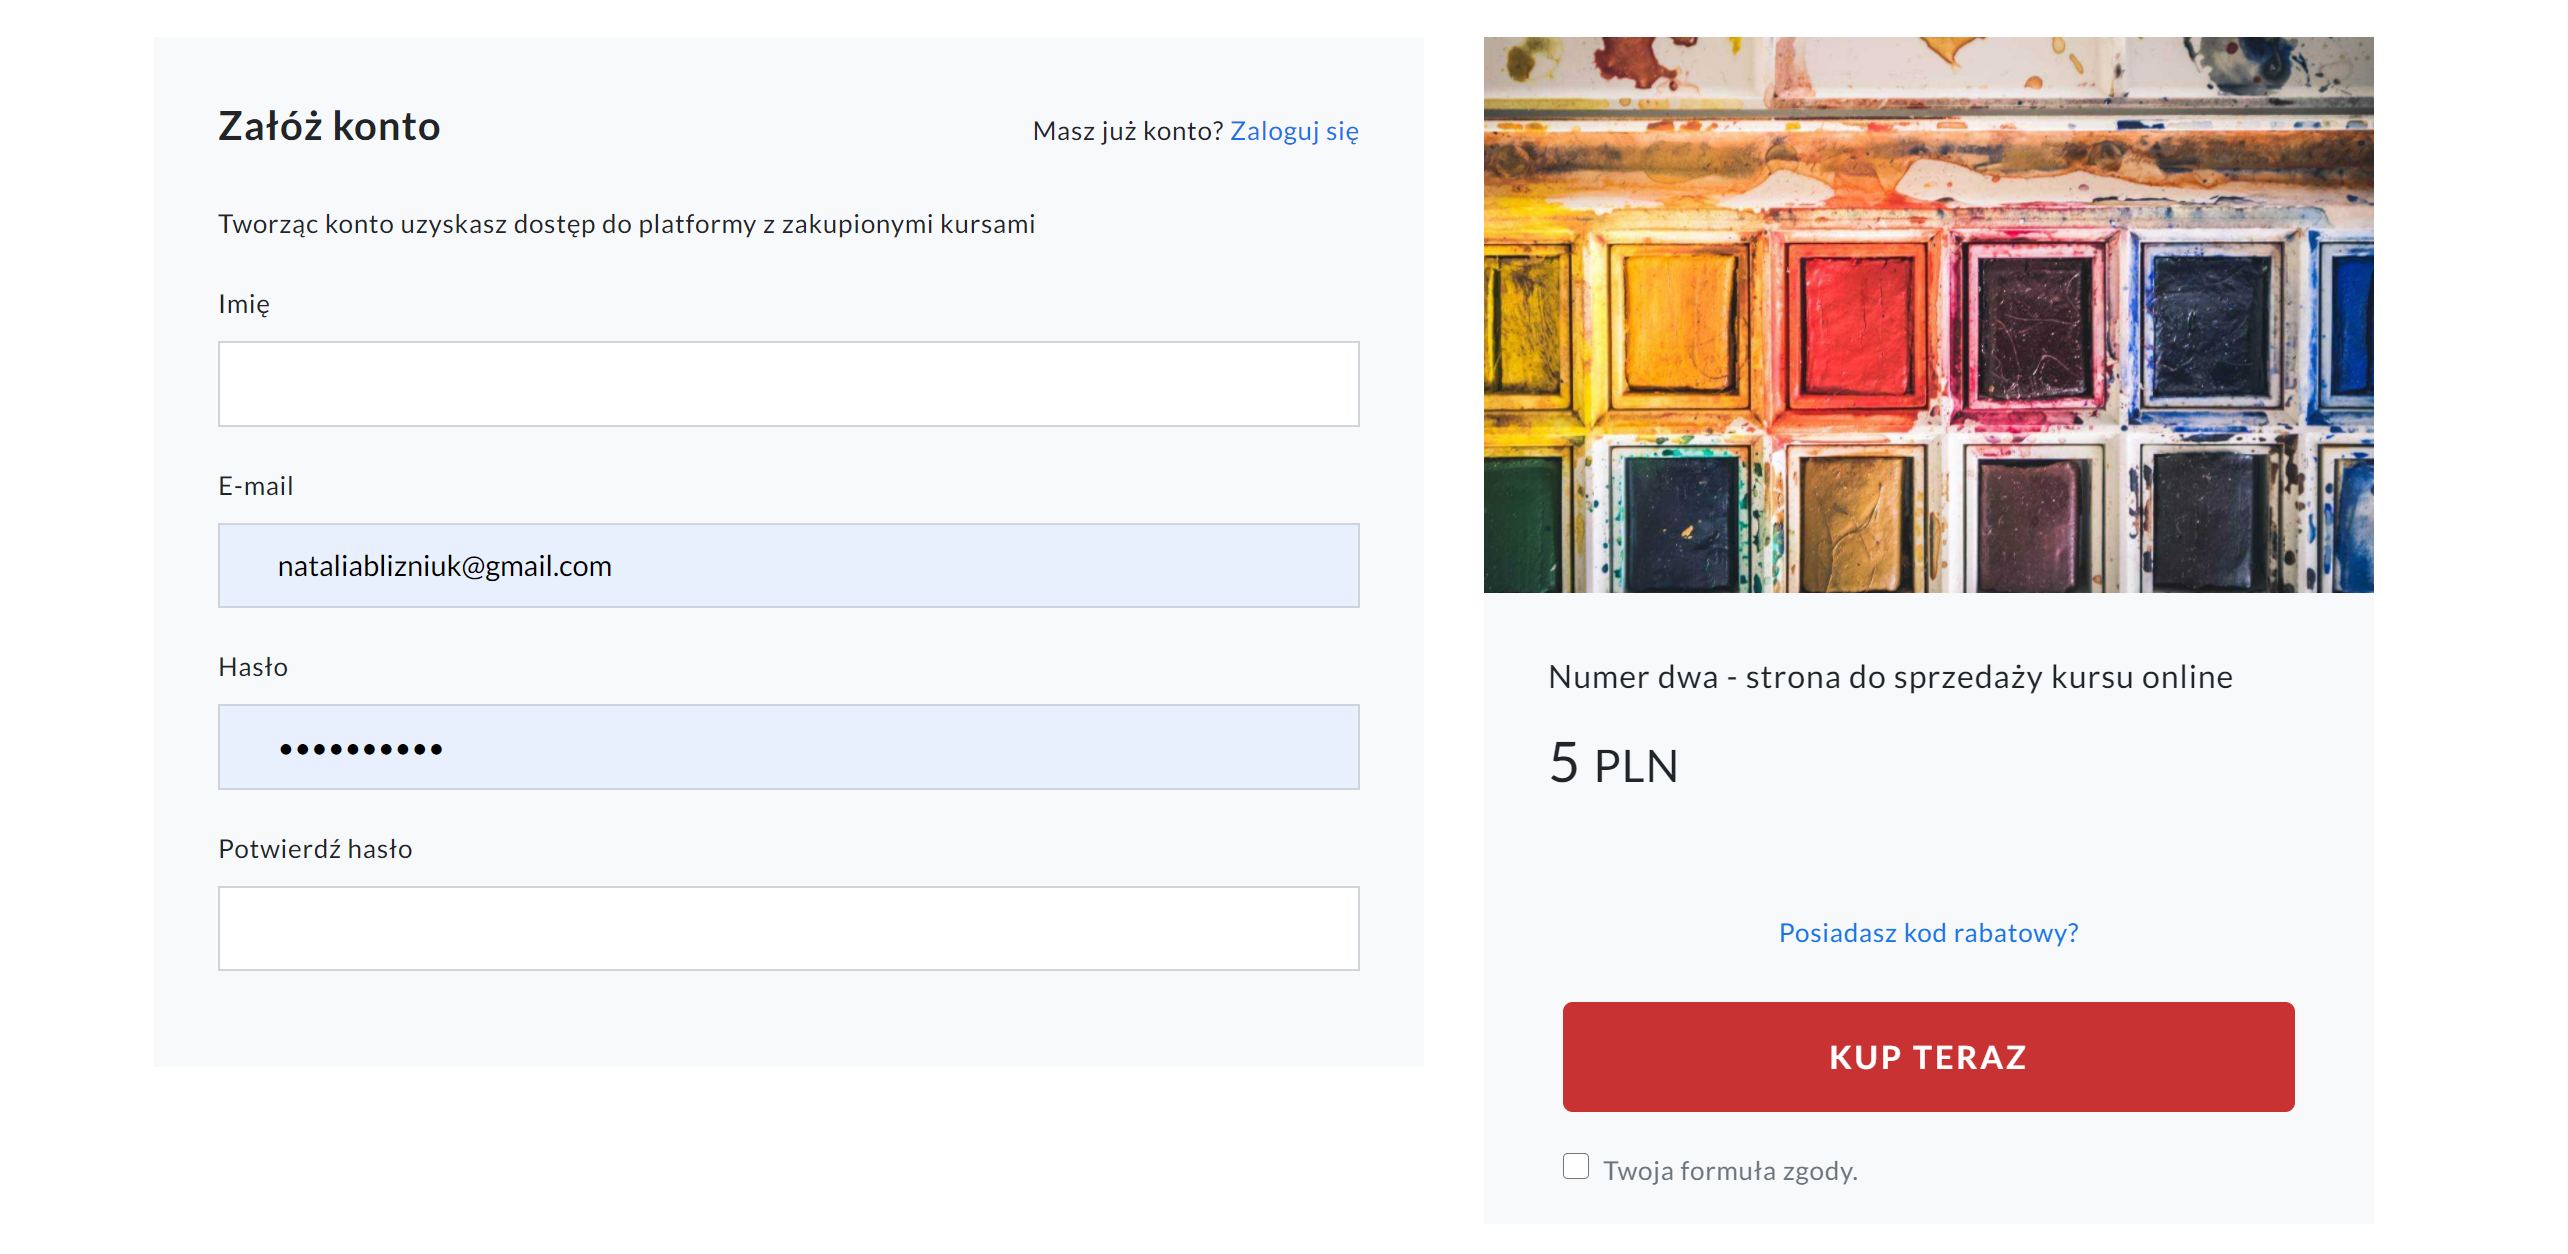 Załóż konto
Masz już konto? Zaloguj się
Tworząc konto uzyskasz dostęp do platformy z zakupionymi kursami
Imię
E-mail
nataliablizniuk@gmail.com
Hasło
••••••••••
Potwierdź hasło
Numer dwa - strona do sprzedaży kursu online
5 PLN
Posiadasz kod rabatowy?
KUP TERAZ
Twoja formuła zgody.